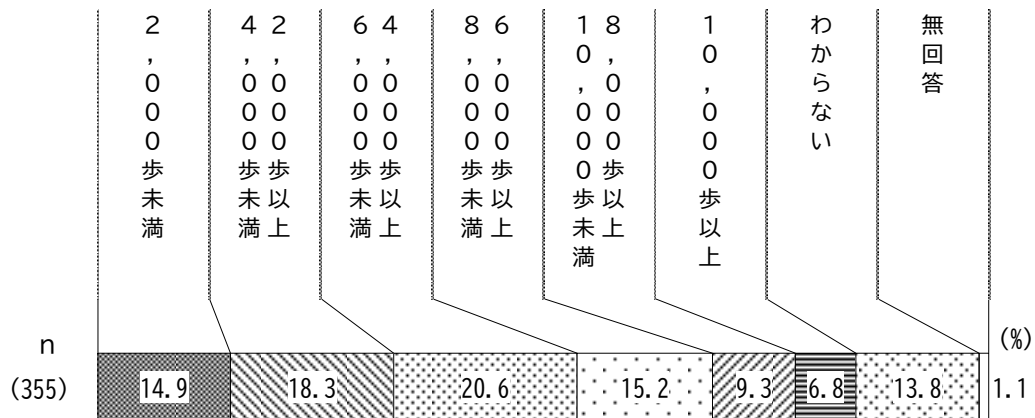 2,000歩未満
2,000歩以上
4,000歩未満
4,000歩以上
6,000歩未満
6,000歩以上
8,000歩未満
8,000歩以上
10,000歩未満
10,000歩以上
わからない
無回答
(%)
n
(355)
14.9
18.3
20.6
15.2
9.3
6.8
13.8
1.1